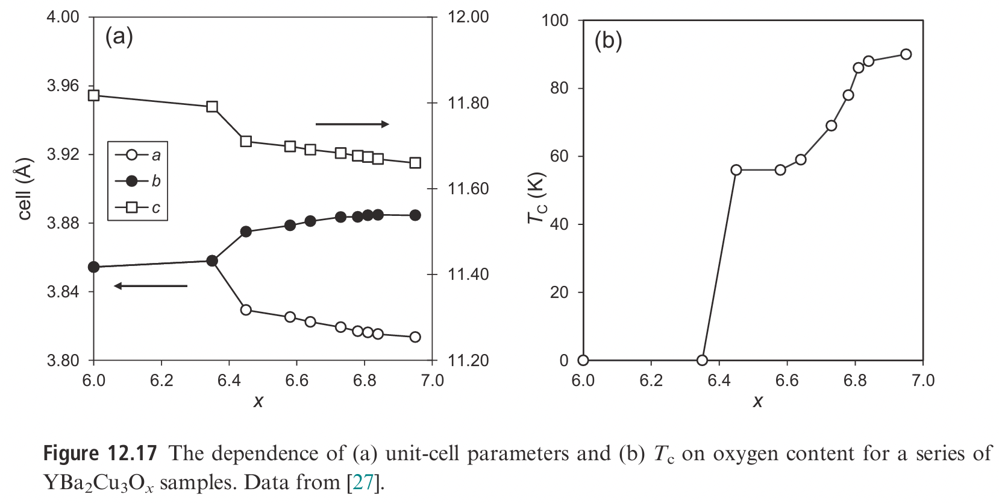 4.00
3.96
3.92
3.88
3.84
3.80
cell (Å)
(a)
a
b
c
12.00
11.80
11.60
11.40
11.20
6.0 6.2 6.4 6.6 6.8 7.0
x
100
80
60
40
20
0
T_C (K)
(b)
6.0 6.2 6.4 6.6 6.8 7.0
x
Figure 12.17 The dependence of (a) unit-cell parameters and (b) T_c on oxygen content for a series of
YBa₂Cu₃Oₓ samples. Data from [27].